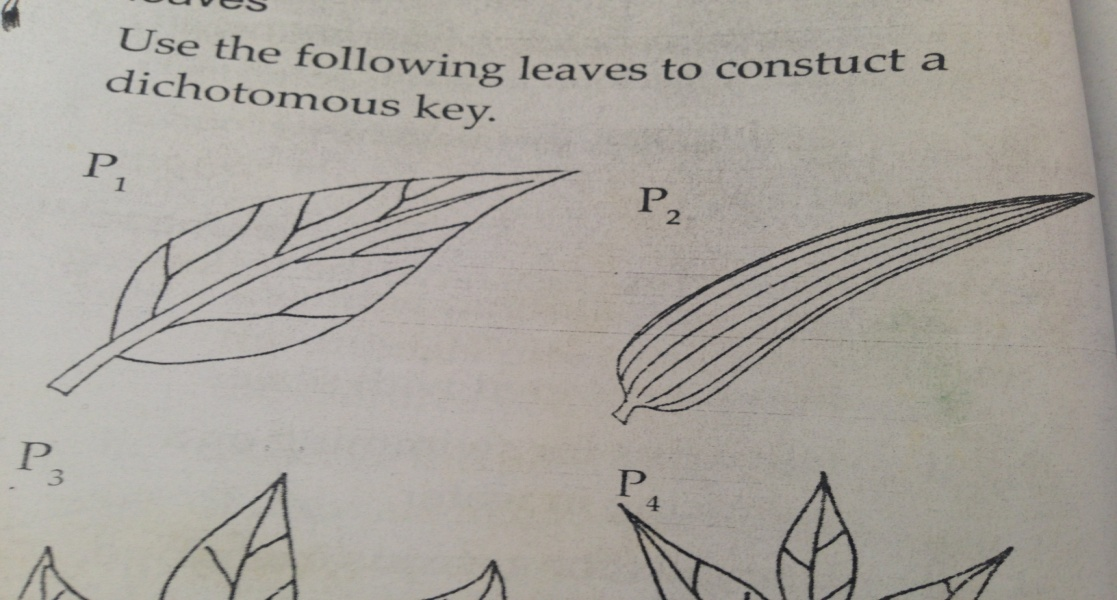 Use the following leaves to constuct a
dichotomous key.
P₁
P₂
P₃
P₄